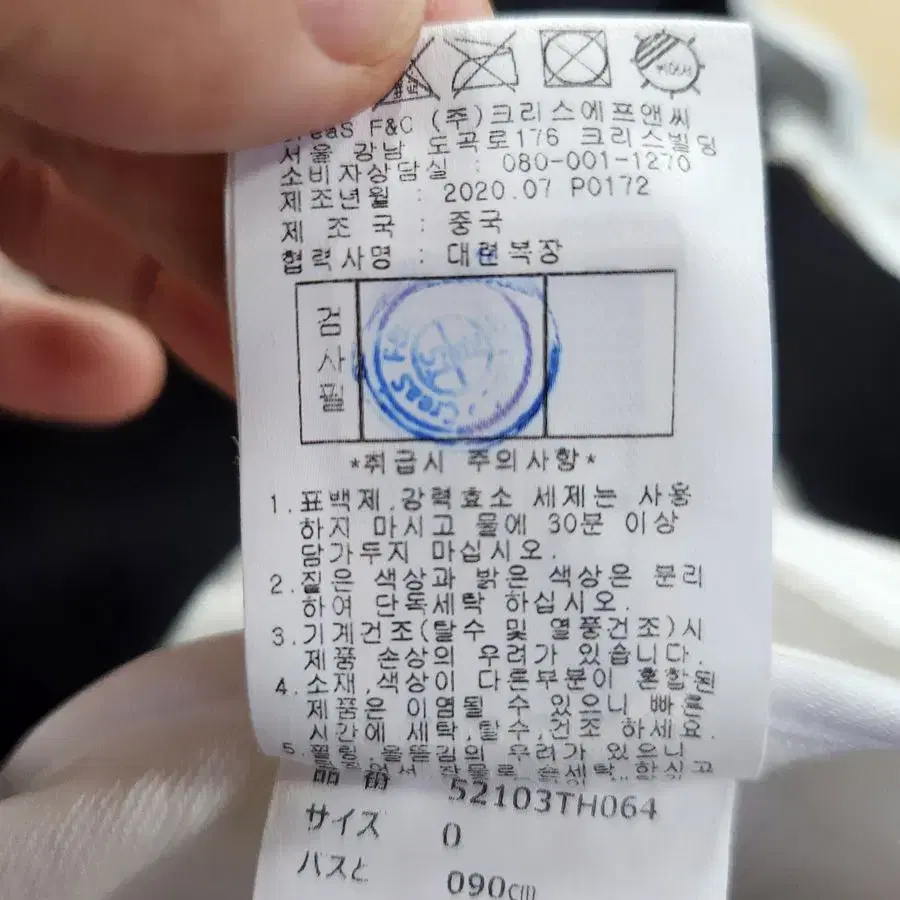 표백
뉘어서
F&C (주)크리스에프앤씨
서울 강남 도곡로176 크리스빌딩
소비자상담실 : 080-001-1270
제조년월 : 2020.07 P0172
제 조 국 : 중국
협력사명 : 대련복장
검사필
CreaS F&C
*취급시 주의사항*
1.표백제,강력효소 세제는 사용
하지 마시고 물에 30분 이상
담가두지 마십시오.
2.짙은 색상과 밝은 색상은 분리
하여 단독세탁 하십시오.
3.기계건조(탈수 및 열풍건조)시
제품 손상의 우려가 있습니다.
4.소재,색상이 다른부분이 혼합된
제품은 이염될 수 있으니 빠른
시간에 세탁,탈수,건조 하세요.
5.필링,올뜯김의 우려가 있으니
品番 52103TH064
サイズ 0
バスト 090cm